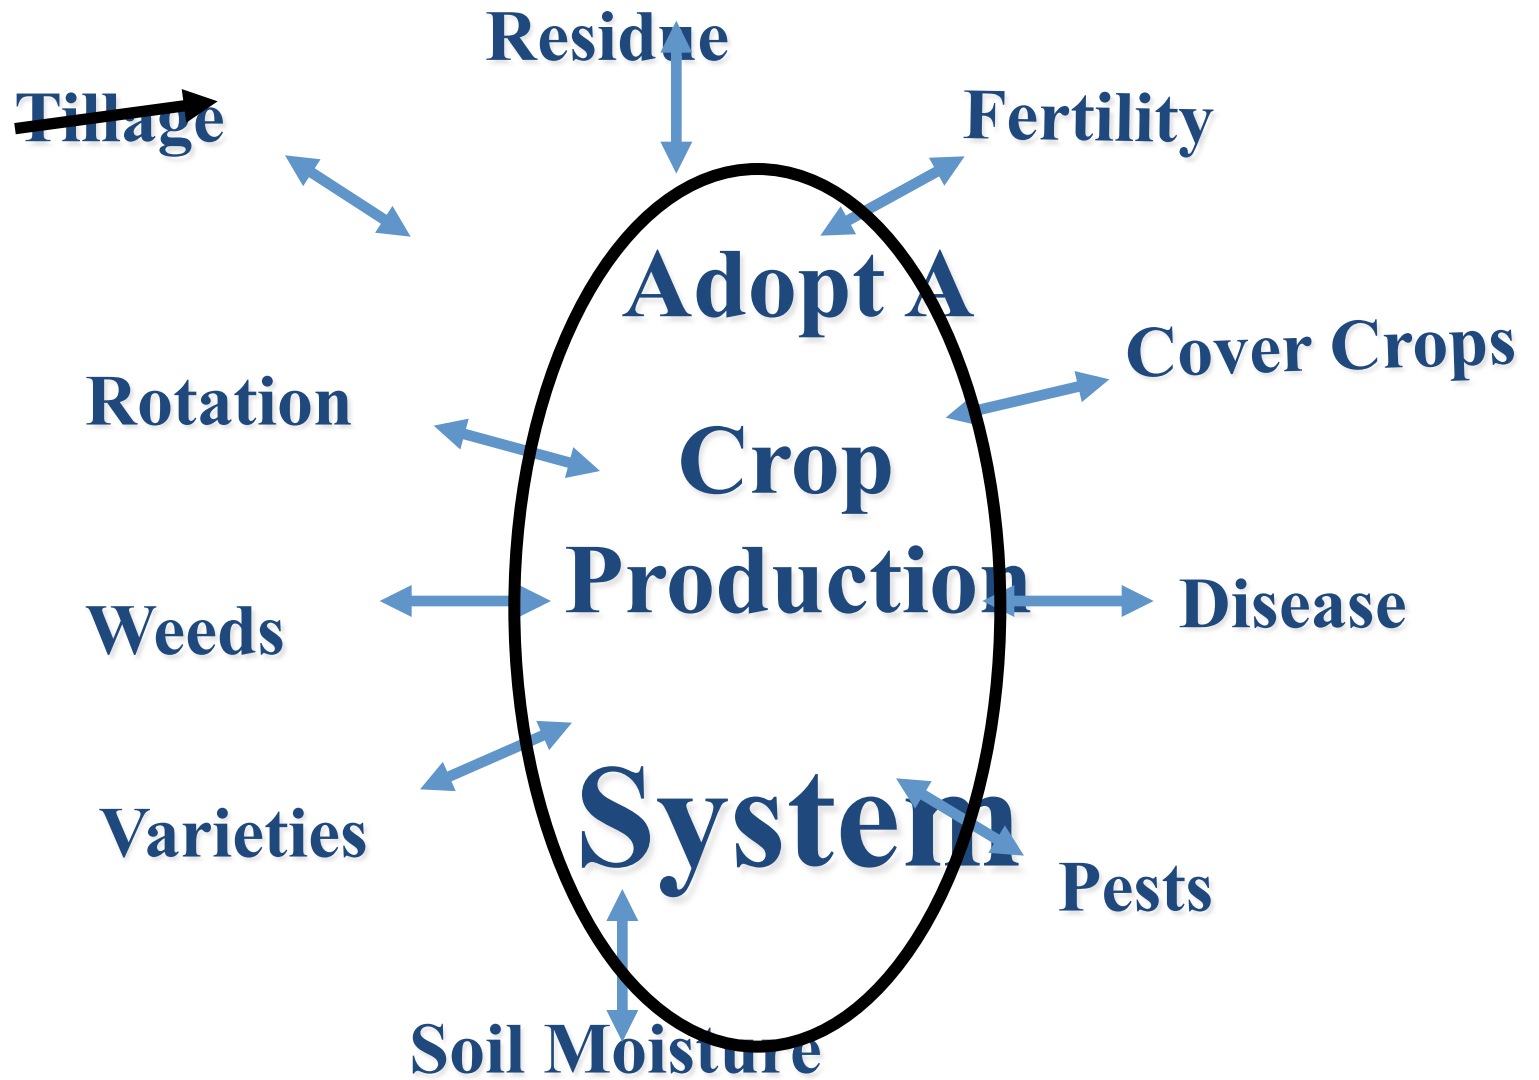 Residue
Tillage
Fertility
Adopt A
Cover Crops
Rotation
Crop
Production
Weeds
Disease
System
Varieties
Pests
Soil Moisture